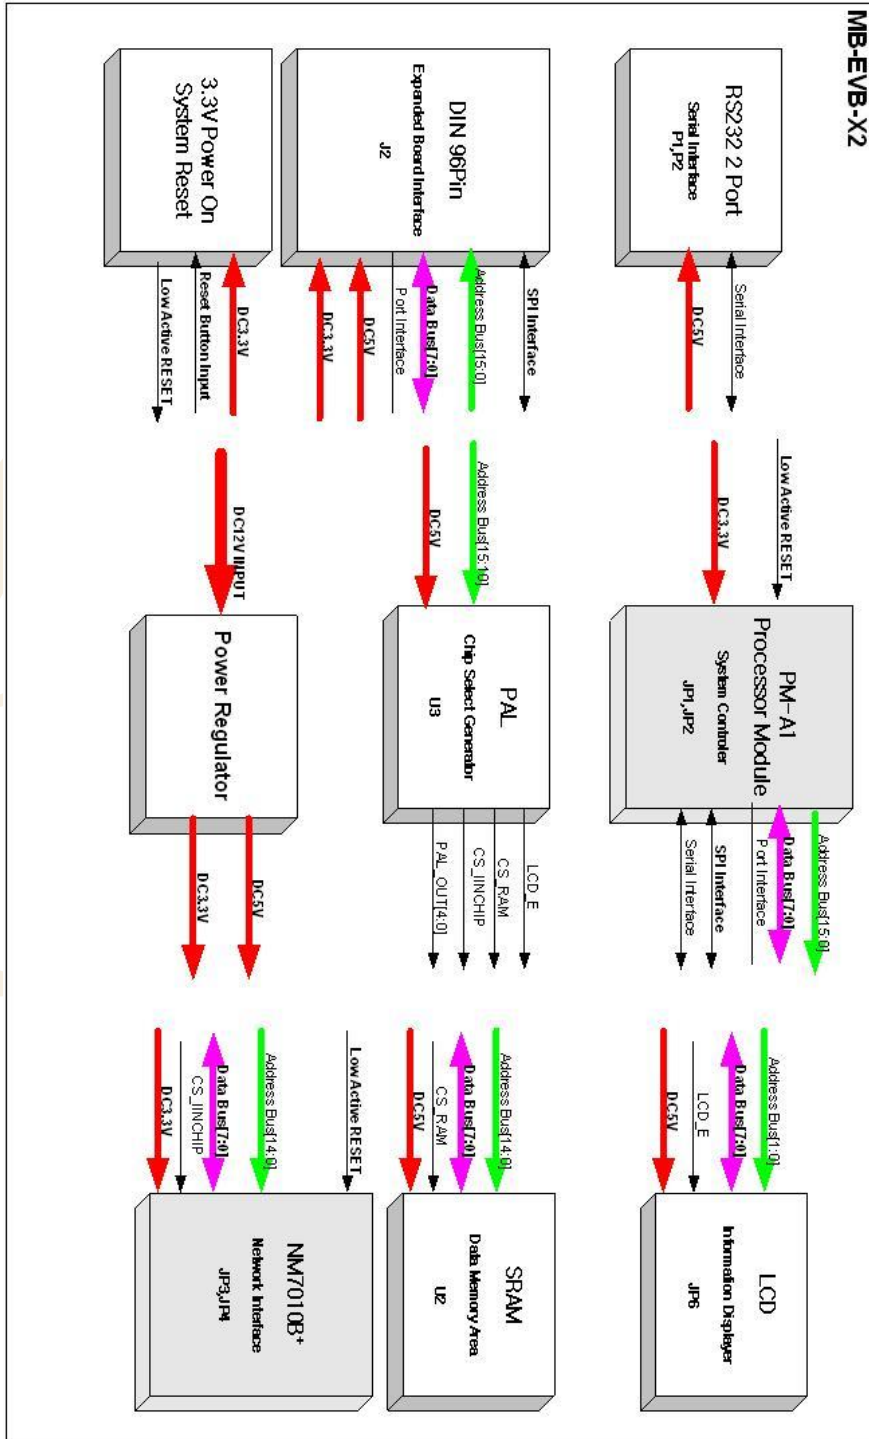 MB-EVB-X2
RS232 2 Port
Serial Interface
P1,P2
Serial Interface
DC5V
DIN 96Pin
Expanded Board Interface
J2
SPI Interface
Address Bus[15:0]
Data Bus[7:0]
Port Interface
DC5V
DC3.3V
3.3V Power On
System Reset
DC3.3V
Reset Button Input
Low Active RESET
Low Active RESET
DC3.3V
PM-A1
Processor Module
System Controler
JP1,JP2
Address Bus[15:0]
Data Bus[7:0]
Port Interface
SPI Interface
Serial Interface
Address Bus[15:10]
DC5V
PAL
Chip Select Generator
U3
LCD_E
CS_RAM
CS_IINCHIP
PAL_OUT[4:0]
DC12V INPUT
Power Regulator
DC5V
DC3.3V
Address Bus[1:0]
Data Bus[7:0]
LCD_E
DC5V
LCD
Information Displayer
JP6
Address Bus[14:0]
Data Bus[7:0]
CS_RAM
DC5V
SRAM
Data Memory Area
U2
Low Active RESET
Address Bus[14:0]
Data Bus[7:0]
CS_IINCHIP
DC3.3V
NM7010B+
Network Interface
JP3,JP4